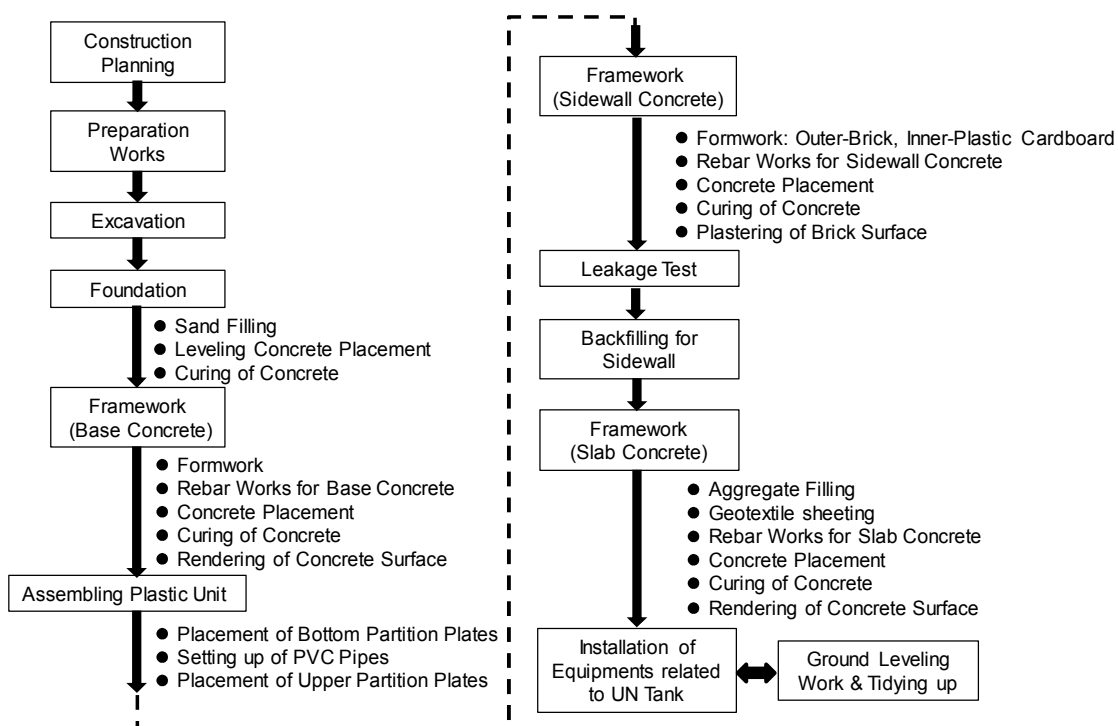 Construction
Planning
Preparation
Works
Excavation
Foundation
● Sand Filling
● Leveling Concrete Placement
● Curing of Concrete
Framework
(Base Concrete)
● Formwork
● Rebar Works for Base Concrete
● Concrete Placement
● Curing of Concrete
● Rendering of Concrete Surface
Assembling Plastic Unit
● Placement of Bottom Partition Plates
● Setting up of PVC Pipes
● Placement of Upper Partition Plates
Framework
(Sidewall Concrete)
● Formwork: Outer-Brick, Inner-Plastic Cardboard
● Rebar Works for Sidewall Concrete
● Concrete Placement
● Curing of Concrete
● Plastering of Brick Surface
Leakage Test
Backfilling for
Sidewall
Framework
(Slab Concrete)
● Aggregate Filling
● Geotextile sheeting
● Rebar Works for Slab Concrete
● Concrete Placement
● Curing of Concrete
● Rendering of Concrete Surface
Installation of
Equipments related
to UN Tank
Ground Leveling
Work & Tidying up